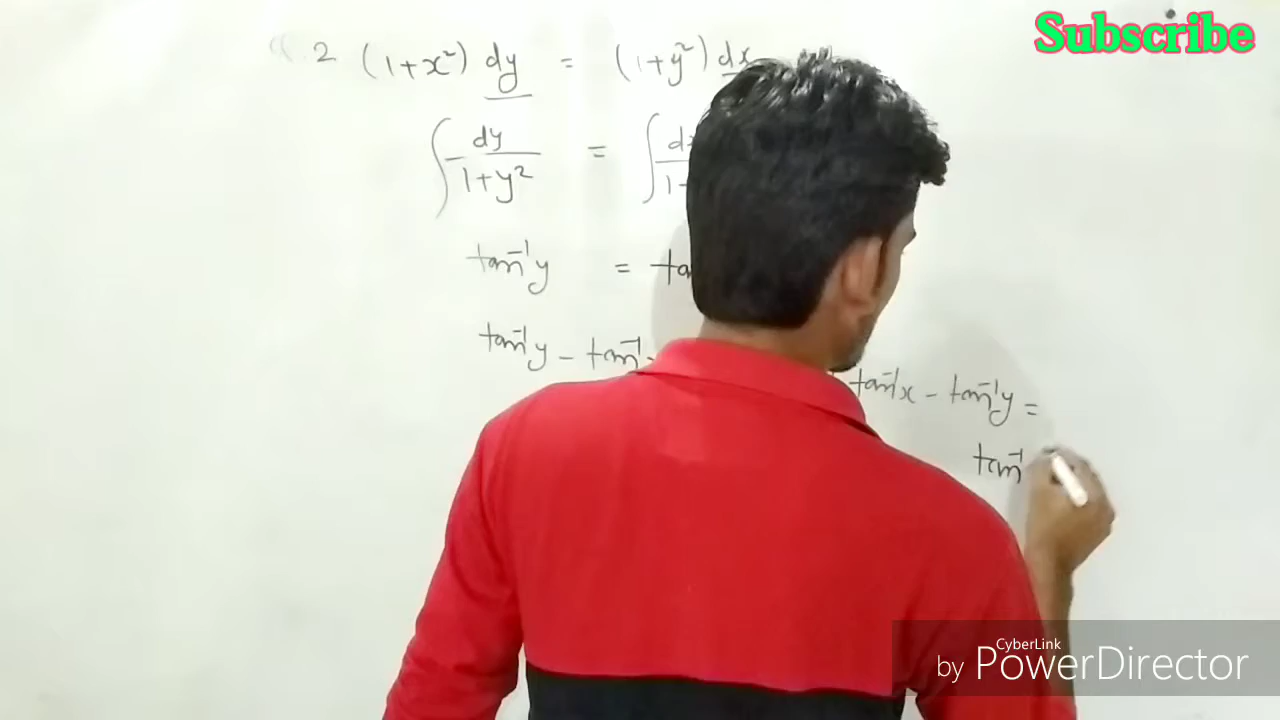 Subscribe
2 (1+x²) dy = (1+y²) dx
∫ dy/1+y² = ∫
tan⁻¹y = tan
tan⁻¹y - tan⁻¹
tan⁻¹x - tan⁻¹y =
tan⁻¹
by CyberLink PowerDirector